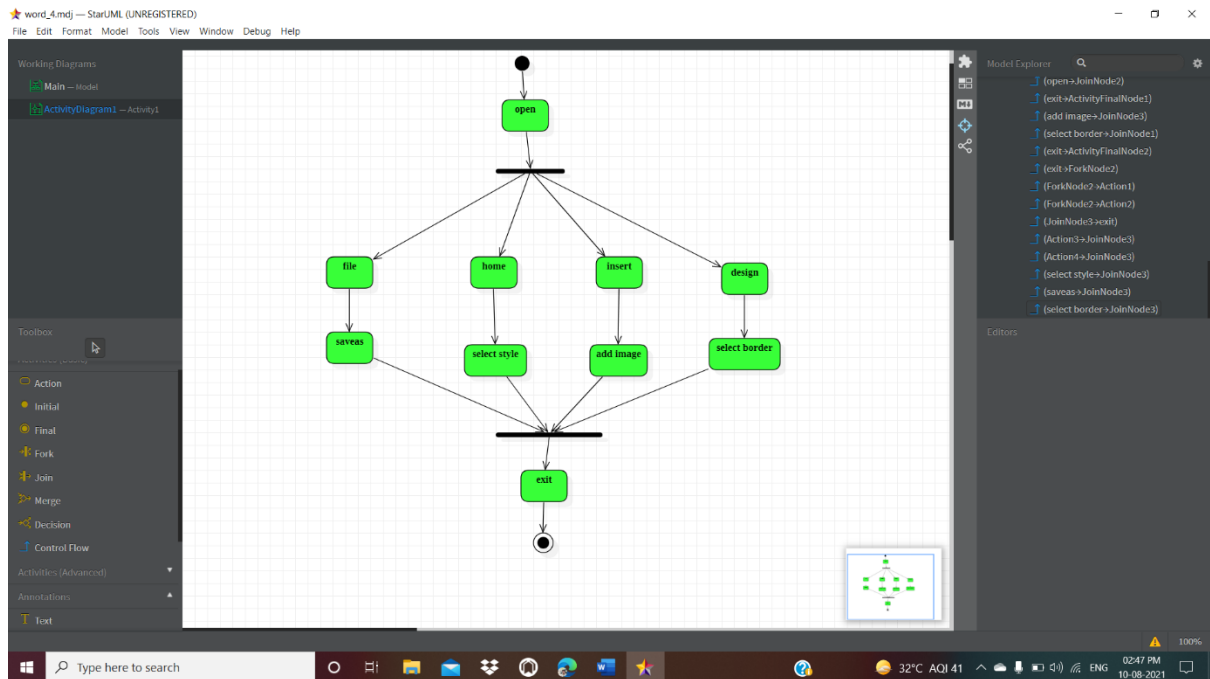 word_4.mdj — StarUML (UNREGISTERED)
File Edit Format Model Tools View Window Debug Help
Working Diagrams
Main — Model
ActivityDiagram1 — Activity1
Toolbox
Action
Initial
Final
Fork
Join
Merge
Decision
Control Flow
Activities (Advanced)
Annotations
Text
open
file
home
insert
design
saveas
select style
add image
select border
exit
Model Explorer
(open→JoinNode2)
(exit→ActivityFinalNode1)
(add image→JoinNode3)
(select border→JoinNode1)
(exit→ActivityFinalNode2)
(exit→ForkNode2)
(ForkNode2→Action1)
(ForkNode2→Action2)
(JoinNode3→exit)
(Action3→JoinNode3)
(Action4→JoinNode3)
(select style→JoinNode3)
(saveas→JoinNode3)
(select border→JoinNode3)
Editors
100%
Type here to search
32°C AQI 41
ENG
02:47 PM
10-08-2021